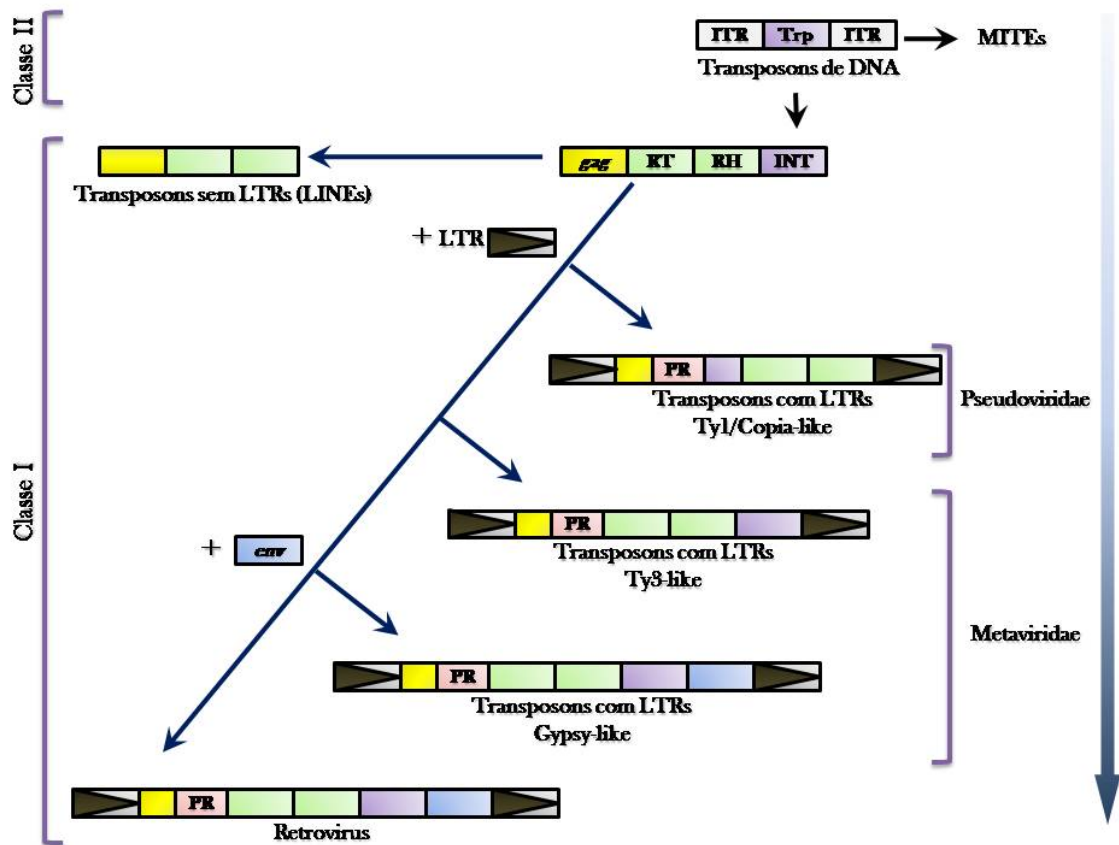 Classe II
ITR Trp ITR
MITEs
Transposons de DNA
Classe I
gag RT RH INT
Transposons sem LTRs (LINEs)
+ LTR
PR
Transposons com LTRs
Ty1/Copia-like
Pseudoviridae
PR
Transposons com LTRs
Ty3-like
+ env
Metaviridae
PR
Transposons com LTRs
Gypsy-like
PR
Retrovirus